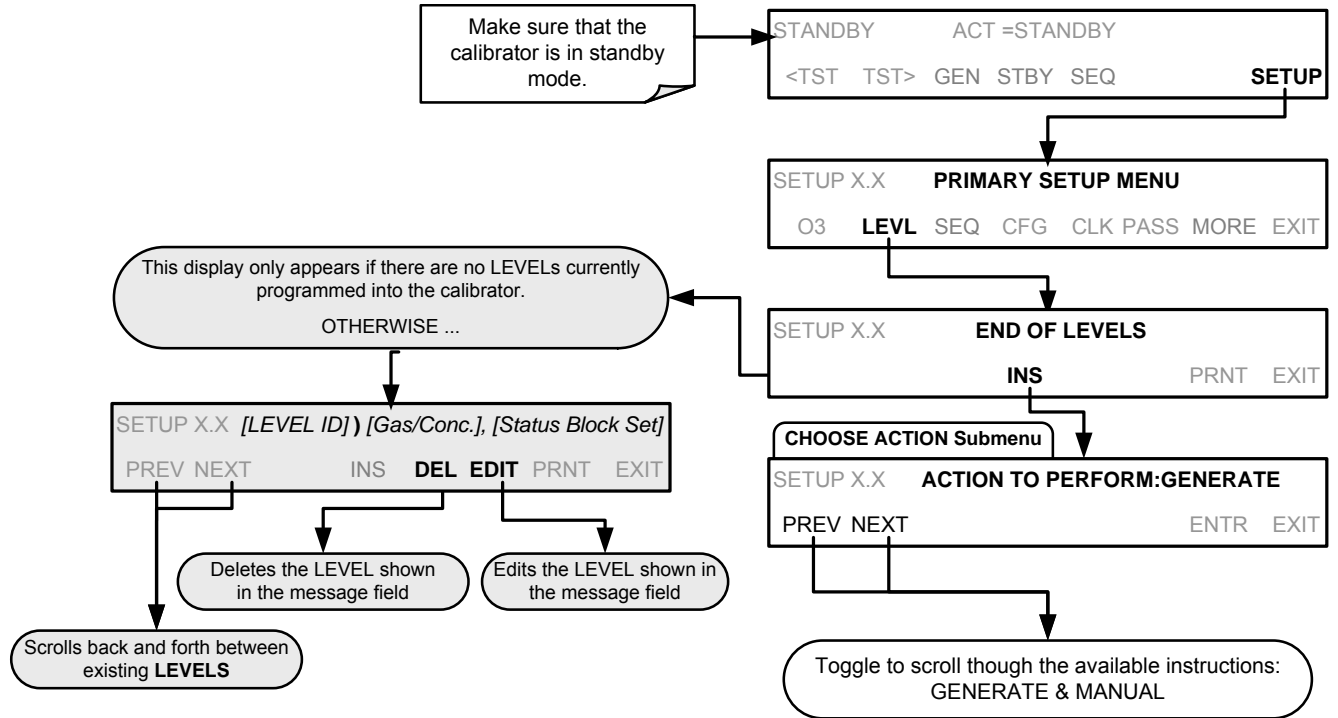 Make sure that the
calibrator is in standby
mode.
STANDBY ACT =STANDBY
<TST TST> GEN STBY SEQ SETUP
SETUP X.X PRIMARY SETUP MENU
O3 LEVL SEQ CFG CLK PASS MORE EXIT
This display only appears if there are no LEVELs currently
programmed into the calibrator.
OTHERWISE ...
SETUP X.X END OF LEVELS
INS PRNT EXIT
SETUP X.X [LEVEL ID] ) [Gas/Conc.], [Status Block Set]
PREV NEXT INS DEL EDIT PRNT EXIT
CHOOSE ACTION Submenu
SETUP X.X ACTION TO PERFORM:GENERATE
PREV NEXT ENTR EXIT
Deletes the LEVEL shown
in the message field
Edits the LEVEL shown in
the message field
Scrolls back and forth between
existing LEVELS
Toggle to scroll though the available instructions:
GENERATE & MANUAL